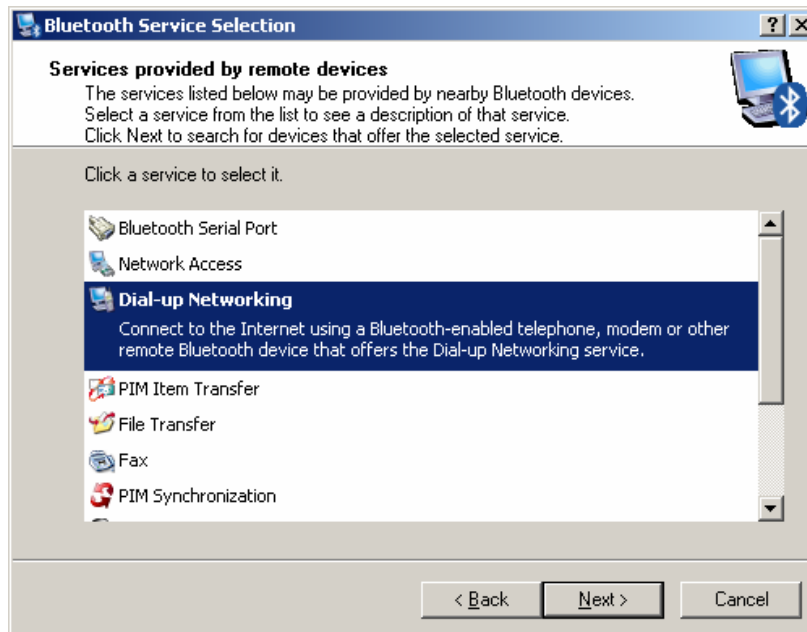 Bluetooth Service Selection
Services provided by remote devices
The services listed below may be provided by nearby Bluetooth devices.
Select a service from the list to see a description of that service.
Click Next to search for devices that offer the selected service.
Click a service to select it.
Bluetooth Serial Port
Network Access
Dial-up Networking
Connect to the Internet using a Bluetooth-enabled telephone, modem or other
remote Bluetooth device that offers the Dial-up Networking service.
PIM Item Transfer
File Transfer
Fax
PIM Synchronization
< Back
Next >
Cancel